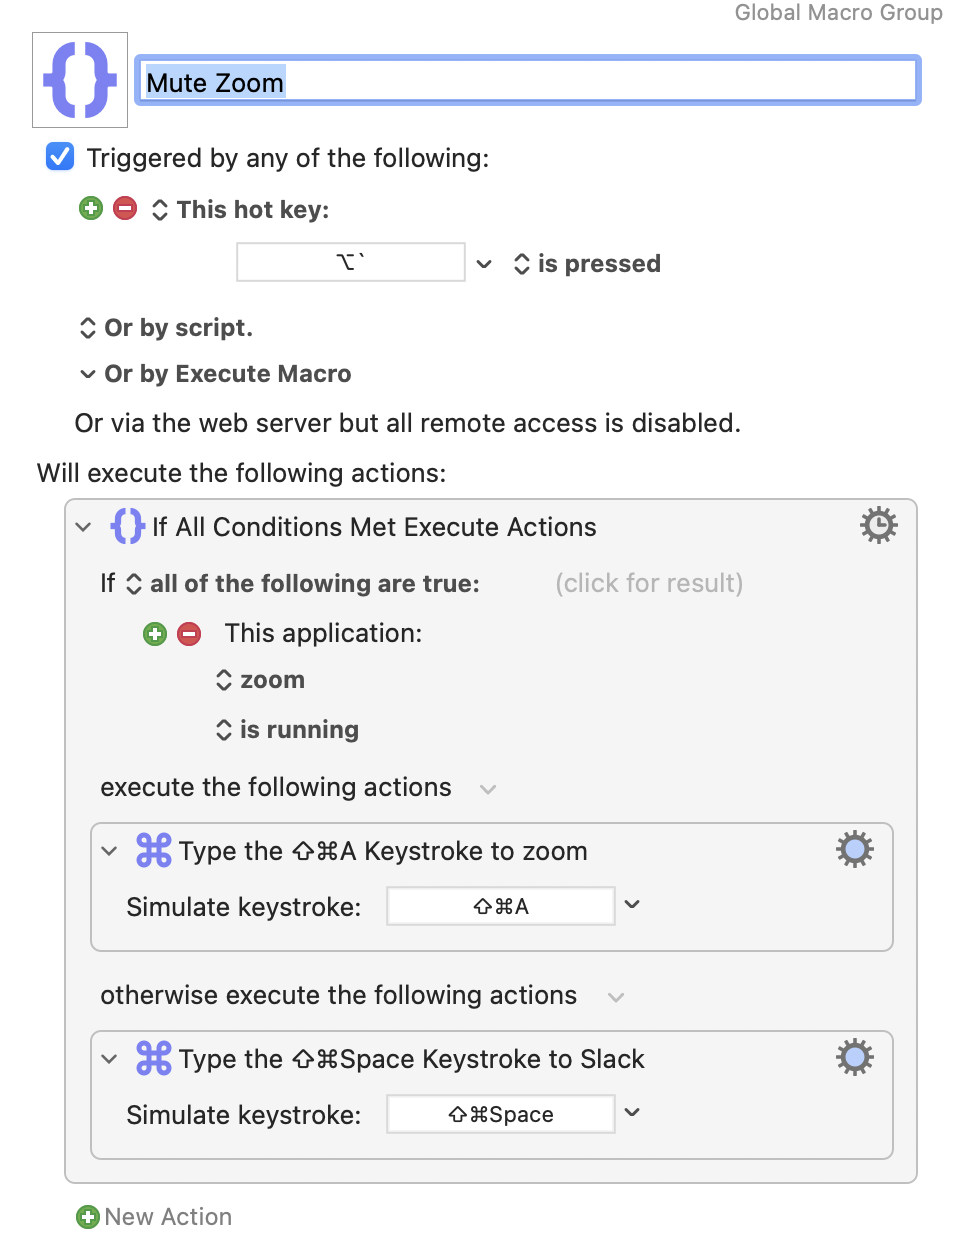 Global Macro Group
Mute Zoom
Triggered by any of the following:
This hot key:
⌥` is pressed
Or by script.
Or by Execute Macro
Or via the web server but all remote access is disabled.
Will execute the following actions:
If All Conditions Met Execute Actions
If all of the following are true: (click for result)
This application:
zoom
is running
execute the following actions
Type the ⇧⌘A Keystroke to zoom
Simulate keystroke: ⇧⌘A
otherwise execute the following actions
Type the ⇧⌘Space Keystroke to Slack
Simulate keystroke: ⇧⌘Space
New Action